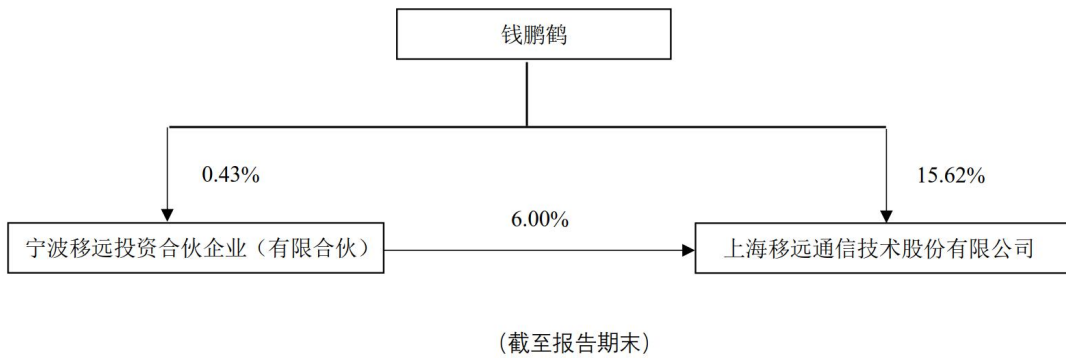 钱鹏鹤
0.43%
15.62%
6.00%
宁波移远投资合伙企业（有限合伙）
上海移远通信技术股份有限公司
（截至报告期末）